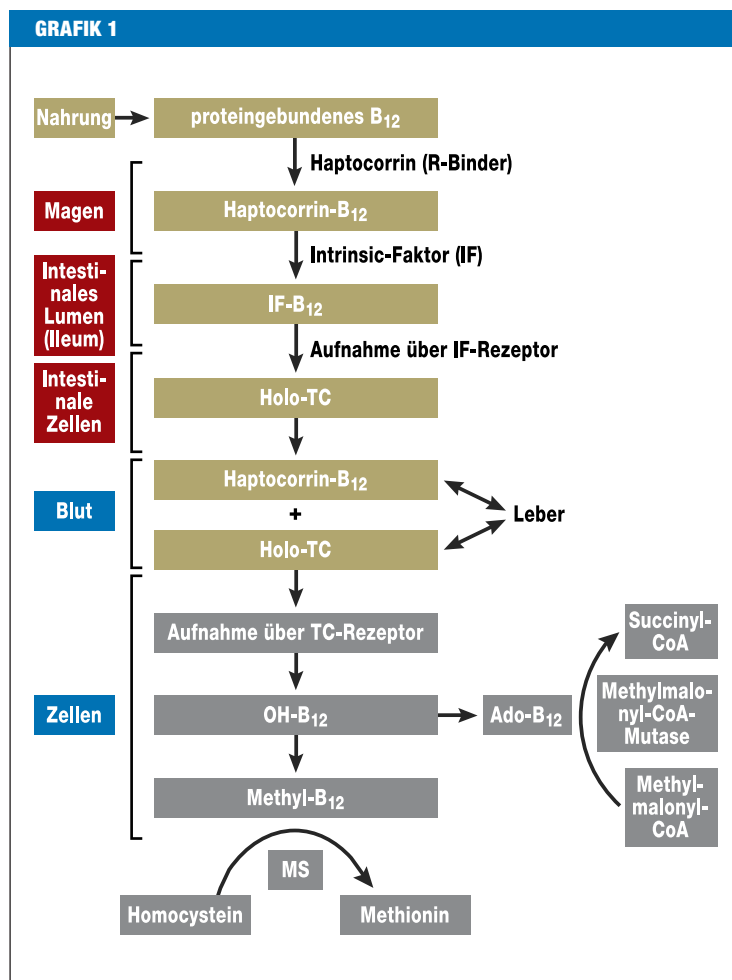 GRAFIK 1
Nahrung
proteingebundenes B12
Haptocorrin (R-Binder)
Magen
Haptocorrin-B12
Intrinsic-Faktor (IF)
Intesti-
nales
Lumen
(Ileum)
IF-B12
Aufnahme über IF-Rezeptor
Intesti-
nale
Zellen
Holo-TC
Blut
Haptocorrin-B12
+
Holo-TC
Leber
Zellen
Aufnahme über TC-Rezeptor
OH-B12
Ado-B12
Succinyl-
CoA
Methylmalo-
nyl-CoA-
Mutase
Methyl-
malonyl-
CoA
Methyl-B12
MS
Homocystein
Methionin